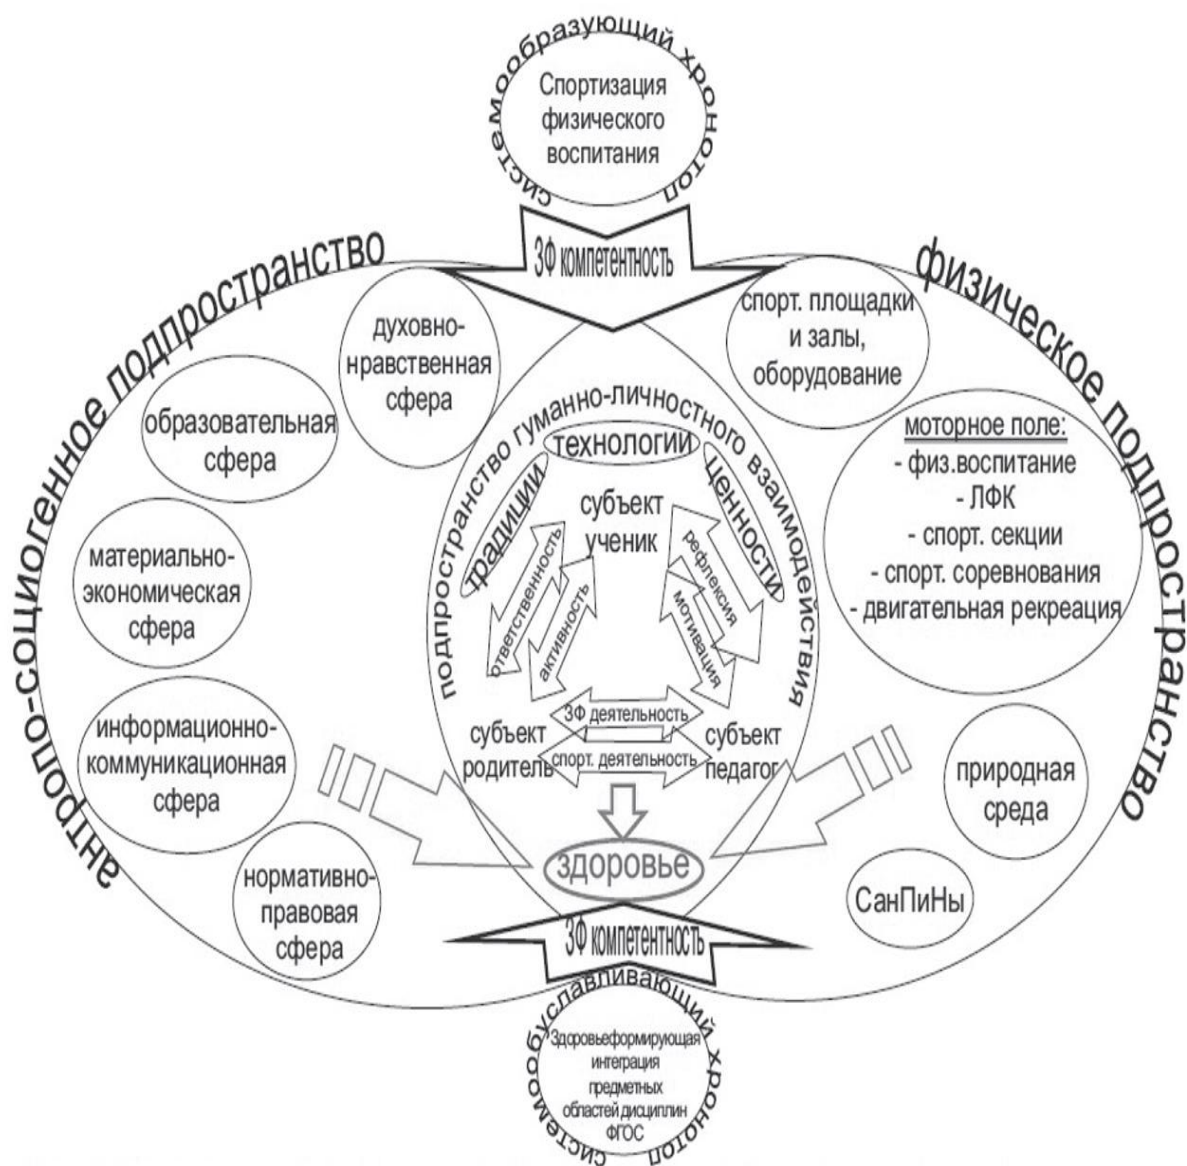 системообразующий хронотоп
Спортизация
физического
воспитания
ЗФ компетентность
антропо-социогенное подпространство
физическое подпространство
духовно-
нравственная
сфера
образовательная
сфера
материально-
экономическая
сфера
информационно-
коммуникационная
сфера
нормативно-
правовая
сфера
спорт. площадки
и залы,
оборудование
моторное поле:
- физ.воспитание
- ЛФК
- спорт. секции
- спорт. соревнования
- двигательная рекреация
природная
среда
СанПиНы
подпространство гуманно-личностного взаимодействия
традиции
технологии
ценности
субъект
ученик
ответственность
активность
рефлексия
мотивация
ЗФ деятельность
спорт. деятельность
субъект
родитель
субъект
педагог
здоровье
ЗФ компетентность
системообуславливающий хронотоп
Здоровьеформирующая
интеграция
предметных
областей дисциплин
ФГОС